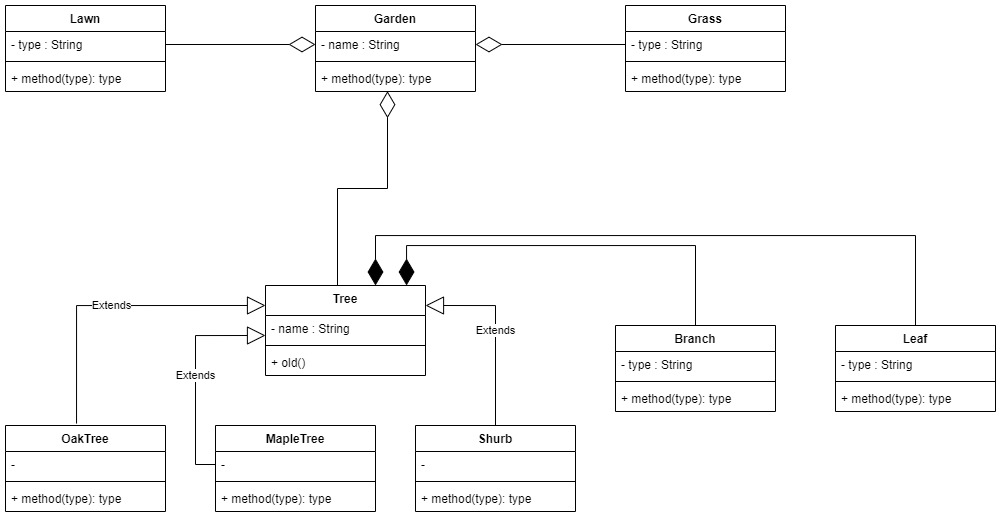 Lawn
- type : String
+ method(type): type
Garden
- name : String
+ method(type): type
Grass
- type : String
+ method(type): type
Tree
- name : String
+ old()
Extends
Extends
Extends
Branch
- type : String
+ method(type): type
Leaf
- type : String
+ method(type): type
OakTree
-
+ method(type): type
MapleTree
-
+ method(type): type
Shurb
-
+ method(type): type